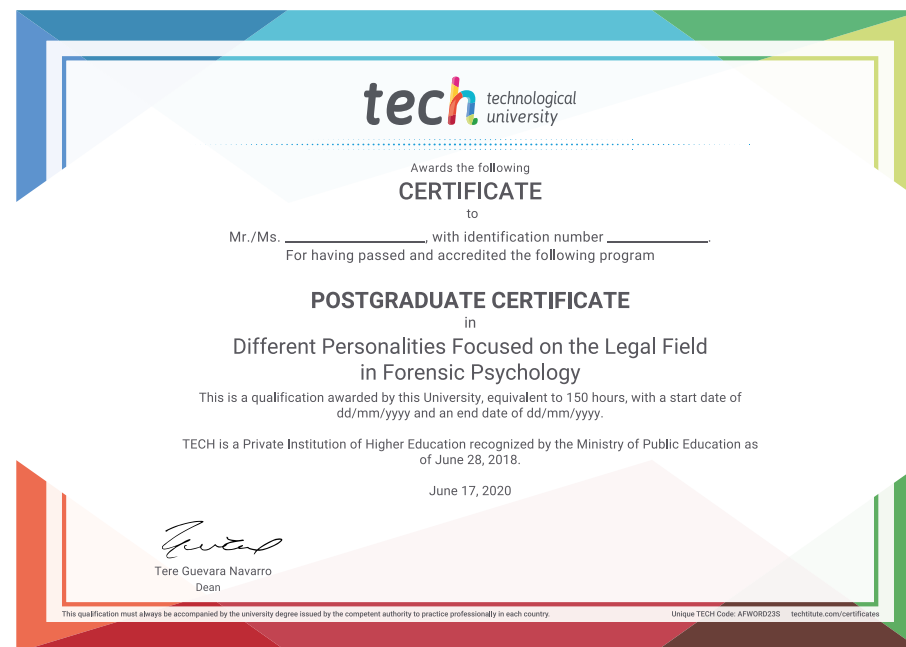 tech technological
university
Awards the following
CERTIFICATE
to
Mr./Ms. ____________________, with identification number ______________.
For having passed and accredited the following program
POSTGRADUATE CERTIFICATE
in
Different Personalities Focused on the Legal Field
in Forensic Psychology
This is a qualification awarded by this University, equivalent to 150 hours, with a start date of
dd/mm/yyyy and an end date of dd/mm/yyyy.
TECH is a Private Institution of Higher Education recognized by the Ministry of Public Education as
of June 28, 2018.
June 17, 2020
Tere Guevara Navarro
Dean
This qualification must always be accompanied by the university degree issued by the competent authority to practice professionally in each country. Unique TECH Code: AFWORD23S techtitute.com/certificates